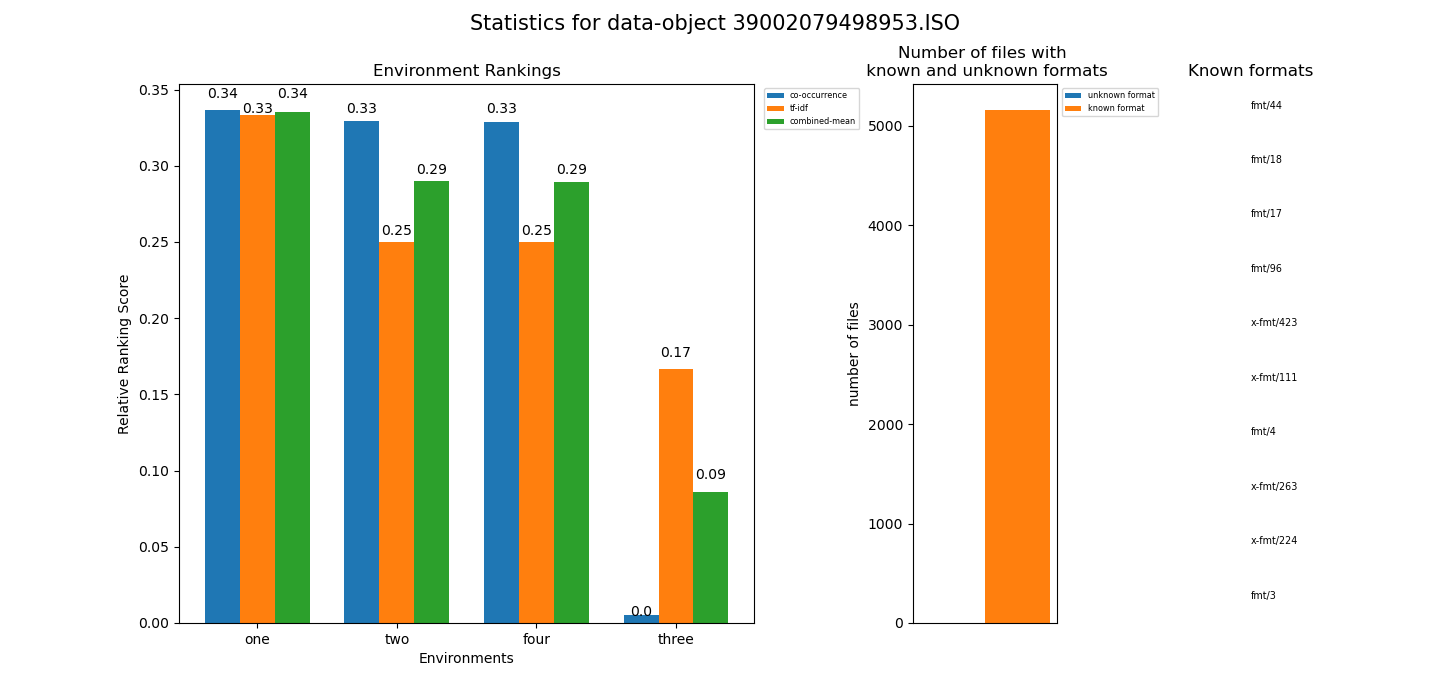 Statistics for data-object 39002079498953.ISO
Environment Rankings
0.35
0.30
0.25
0.20
0.15
0.10
0.05
0.00
Relative Ranking Score
0.34
0.33
0.34
0.33
0.25
0.29
0.33
0.25
0.29
0.0
0.17
0.09
one
two
four
three
Environments
co-occurrence
tf-idf
combined-mean
Number of files with
known and unknown formats
5000
4000
3000
2000
1000
0
number of files
unknown format
known format
Known formats
fmt/44
fmt/18
fmt/17
fmt/96
x-fmt/423
x-fmt/111
fmt/4
x-fmt/263
x-fmt/224
fmt/3